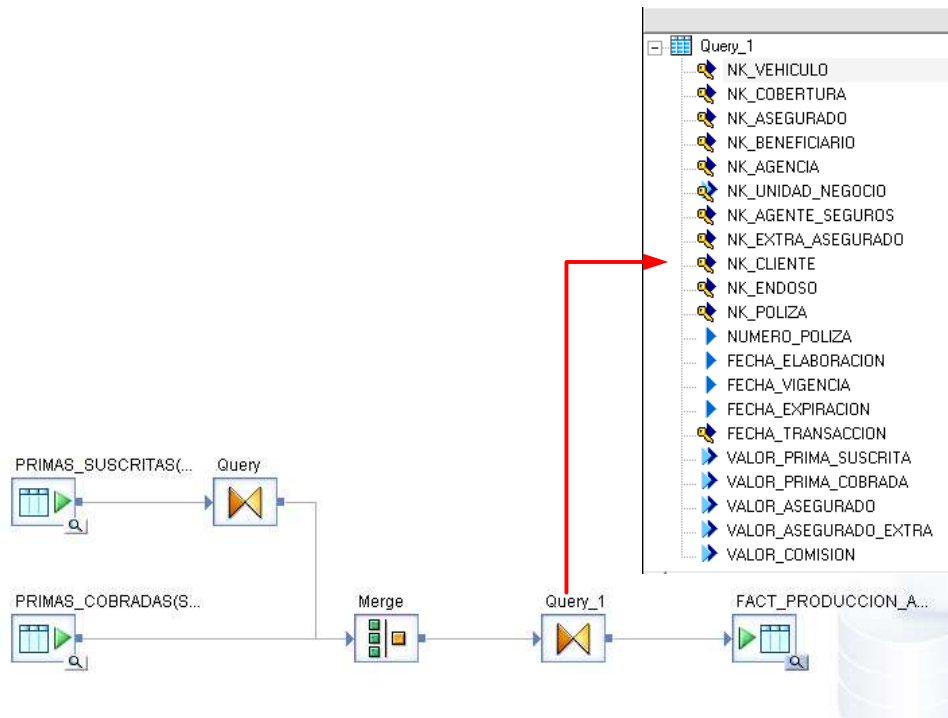 Query_1
NK_VEHICULO
NK_COBERTURA
NK_ASEGURADO
NK_BENEFICIARIO
NK_AGENCIA
NK_UNIDAD_NEGOCIO
NK_AGENTE_SEGUROS
NK_EXTRA_ASEGURADO
NK_CLIENTE
NK_ENDOSO
NK_POLIZA
NUMERO_POLIZA
FECHA_ELABORACION
FECHA_VIGENCIA
FECHA_EXPIRACION
FECHA_TRANSACCION
VALOR_PRIMA_SUSCRITA
VALOR_PRIMA_COBRADA
VALOR_ASEGURADO
VALOR_ASEGURADO_EXTRA
VALOR_COMISION
PRIMAS_SUSCRITAS(... Query
PRIMAS_COBRADAS(S... Merge Query_1 FACT_PRODUCCION_A...